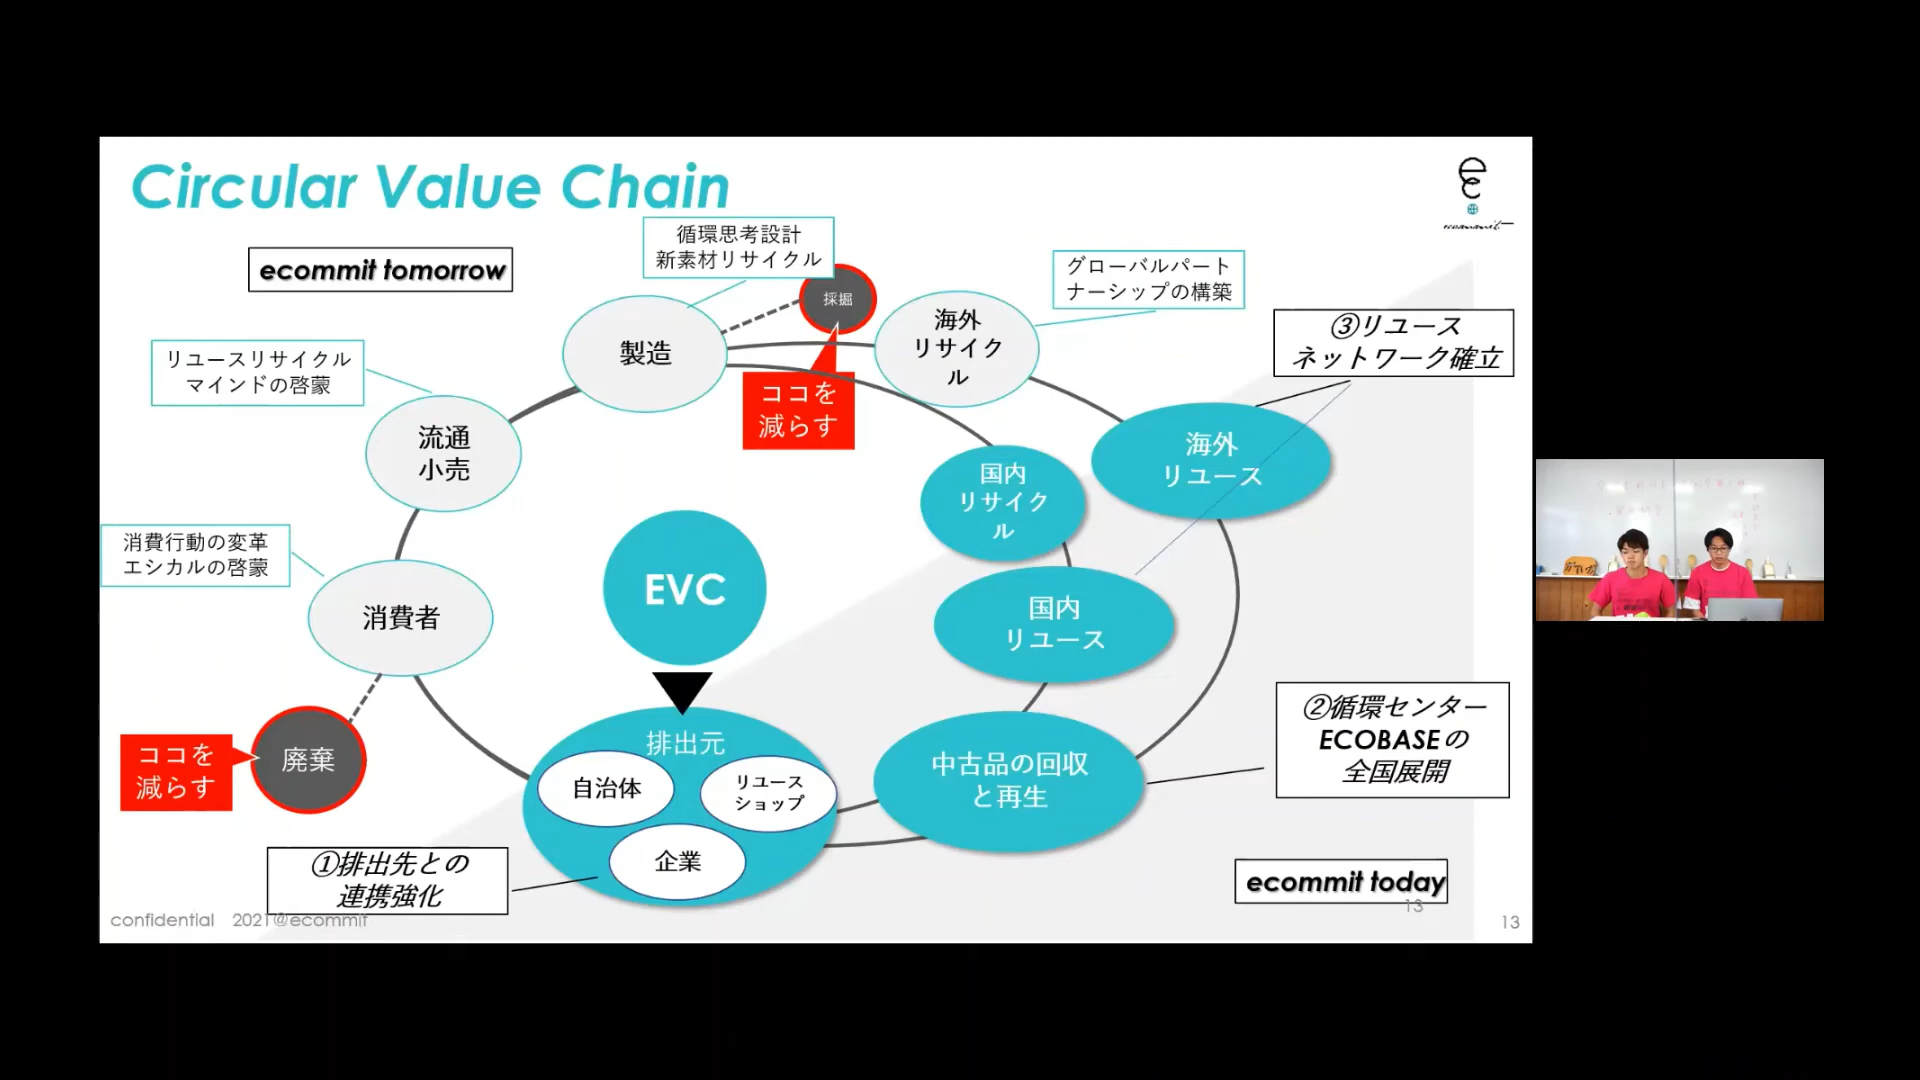 Circular Value Chain
ecommit
ecommit tomorrow
循環思考設計
新素材リサイクル
採掘
グローバルパート
ナーシップの構築
製造
海外
リサイク
ル
③リユース
ネットワーク確立
リユースリサイクル
マインドの啓蒙
ココを
減らす
流通
小売
海外
リユース
国内
リサイク
ル
消費行動の変革
エシカルの啓蒙
EVC
消費者
国内
リユース
②循環センター
ECOBASEの
全国展開
ココを
減らす
廃棄
排出元
自治体
リユース
ショップ
企業
中古品の回収
と再生
①排出先との
連携強化
ecommit today
13
confidential 2021@ecommit
13